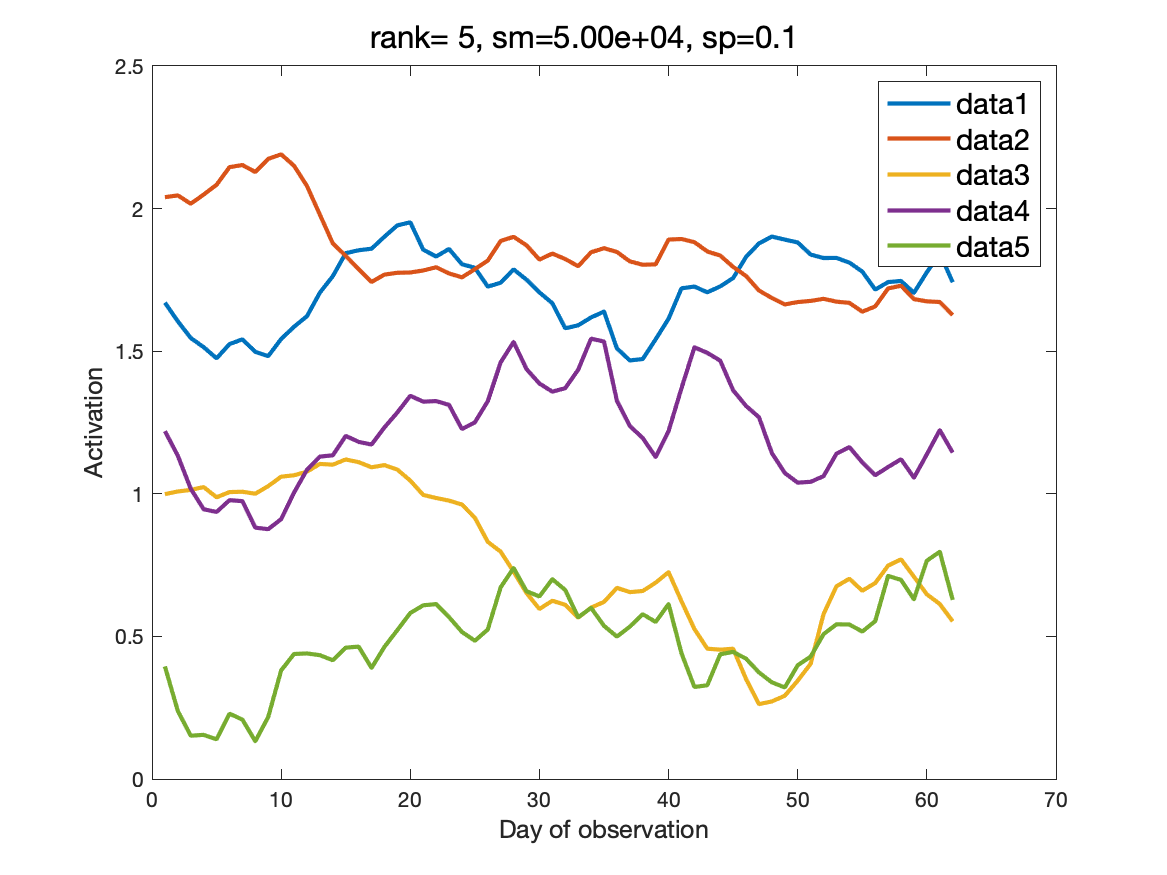 rank= 5, sm=5.00e+04, sp=0.1
2.5
2
1.5
1
0.5
0
Activation
data1
data2
data3
data4
data5
0 10 20 30 40 50 60 70
Day of observation